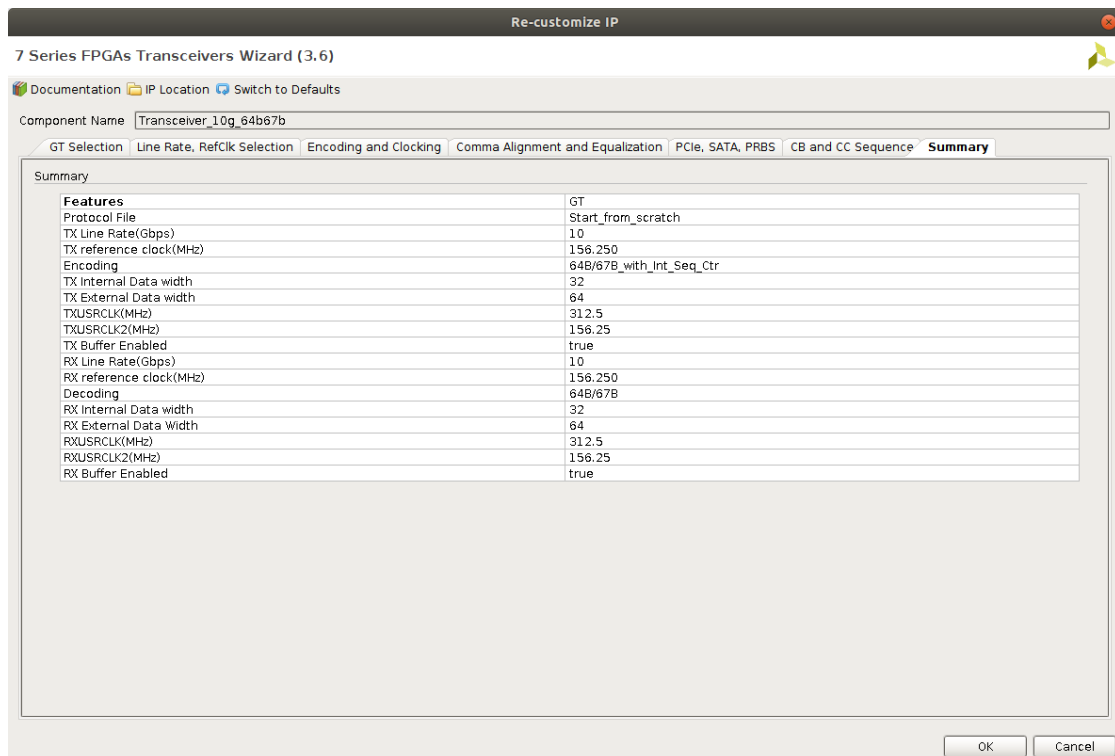 Re-customize IP
7 Series FPGAs Transceivers Wizard (3.6)
Documentation IP Location Switch to Defaults
Component Name Transceiver_10g_64b67b
GT Selection Line Rate, RefClk Selection Encoding and Clocking Comma Alignment and Equalization PCIe, SATA, PRBS CB and CC Sequence Summary
Summary
Features GT
Protocol File Start_from_scratch
TX Line Rate(Gbps) 10
TX reference clock(MHz) 156.250
Encoding 64B/67B_with_Int_Seq_Ctr
TX Internal Data width 32
TX External Data width 64
TXUSRCLK(MHz) 312.5
TXUSRCLK2(MHz) 156.25
TX Buffer Enabled true
RX Line Rate(Gbps) 10
RX reference clock(MHz) 156.250
Decoding 64B/67B
RX Internal Data width 32
RX External Data Width 64
RXUSRCLK(MHz) 312.5
RXUSRCLK2(MHz) 156.25
RX Buffer Enabled true
OK Cancel